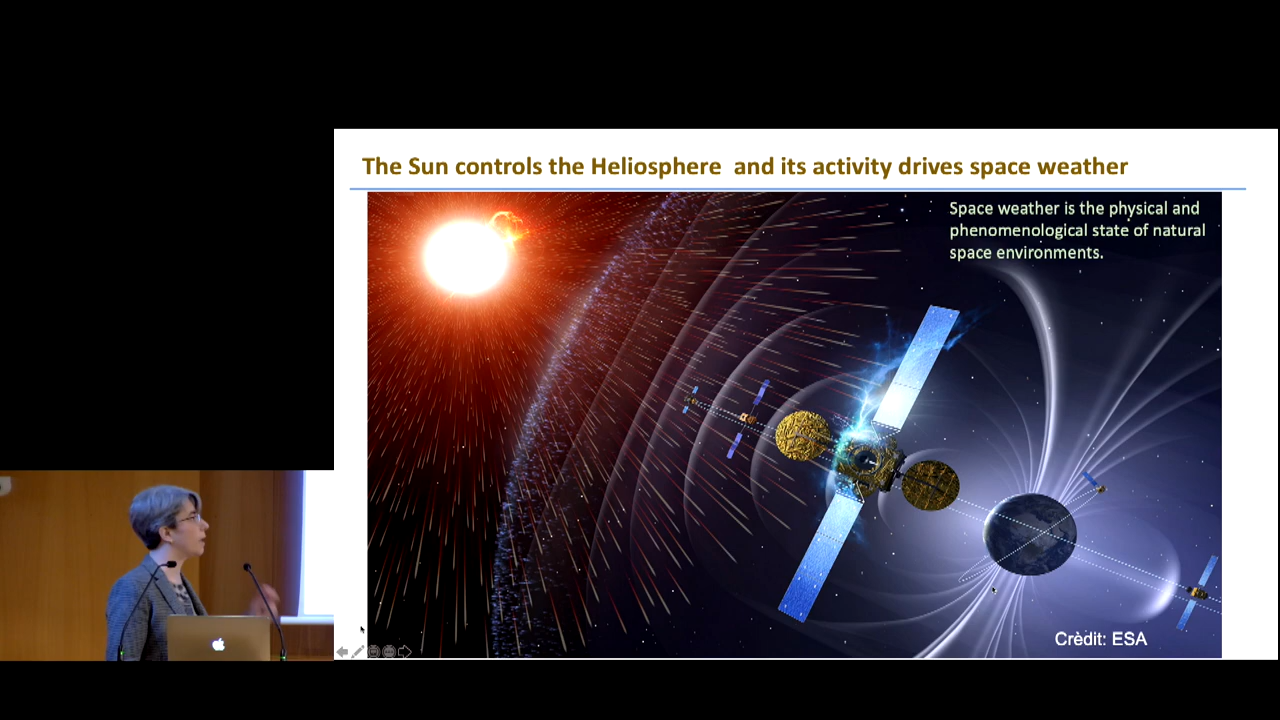 The Sun controls the Heliosphere  and its activity drives space weather
Space weather is the physical and
phenomenological state of natural
space environments.
Crèdit: ESA